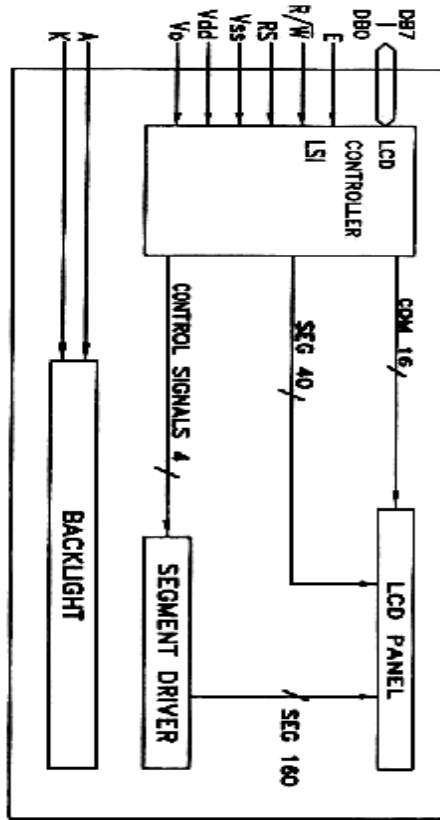 DB7
DB0
E
R/W̅
RS
Vss
Vdd
Vo
A
K
LCD
CONTROLLER
LSI
COM 16
SEG 40
CONTROL SIGNALS 4
LCD PANEL
SEGMENT DRIVER
SEG 160
BACKLIGHT